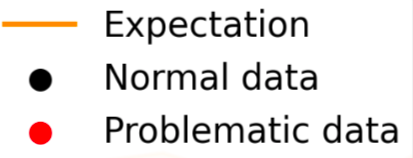 Expectation
Normal data
Problematic data